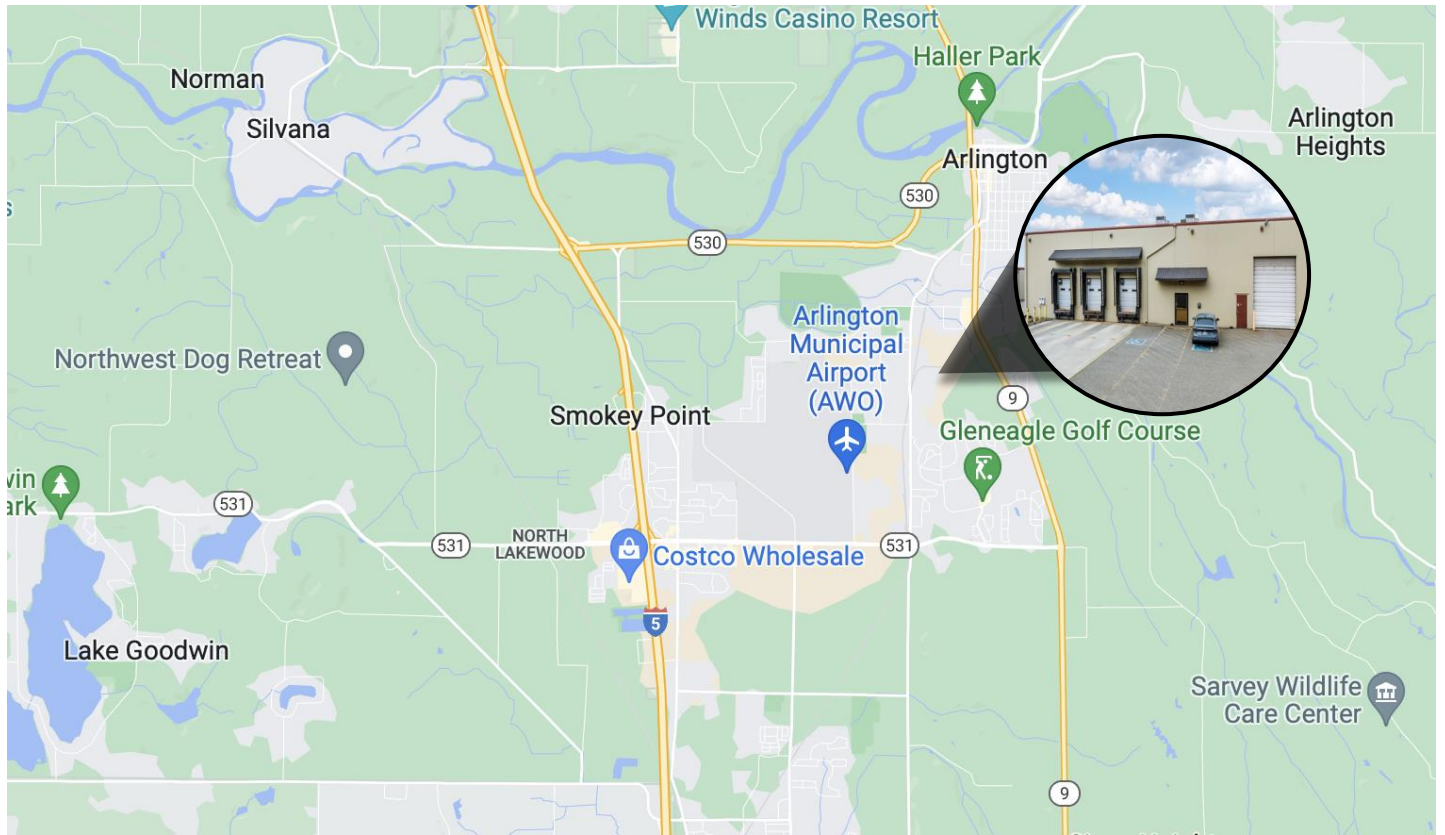 Winds Casino Resort
Haller Park
Norman
Silvana
Arlington
Heights
Arlington
530
530
Arlington
Municipal
Airport
(AWO)
Northwest Dog Retreat
9
Smokey Point
Gleneagle Golf Course
531
531
NORTH
LAKEWOOD
Costco Wholesale
531
5
Lake Goodwin
Sarvey Wildlife
Care Center
9